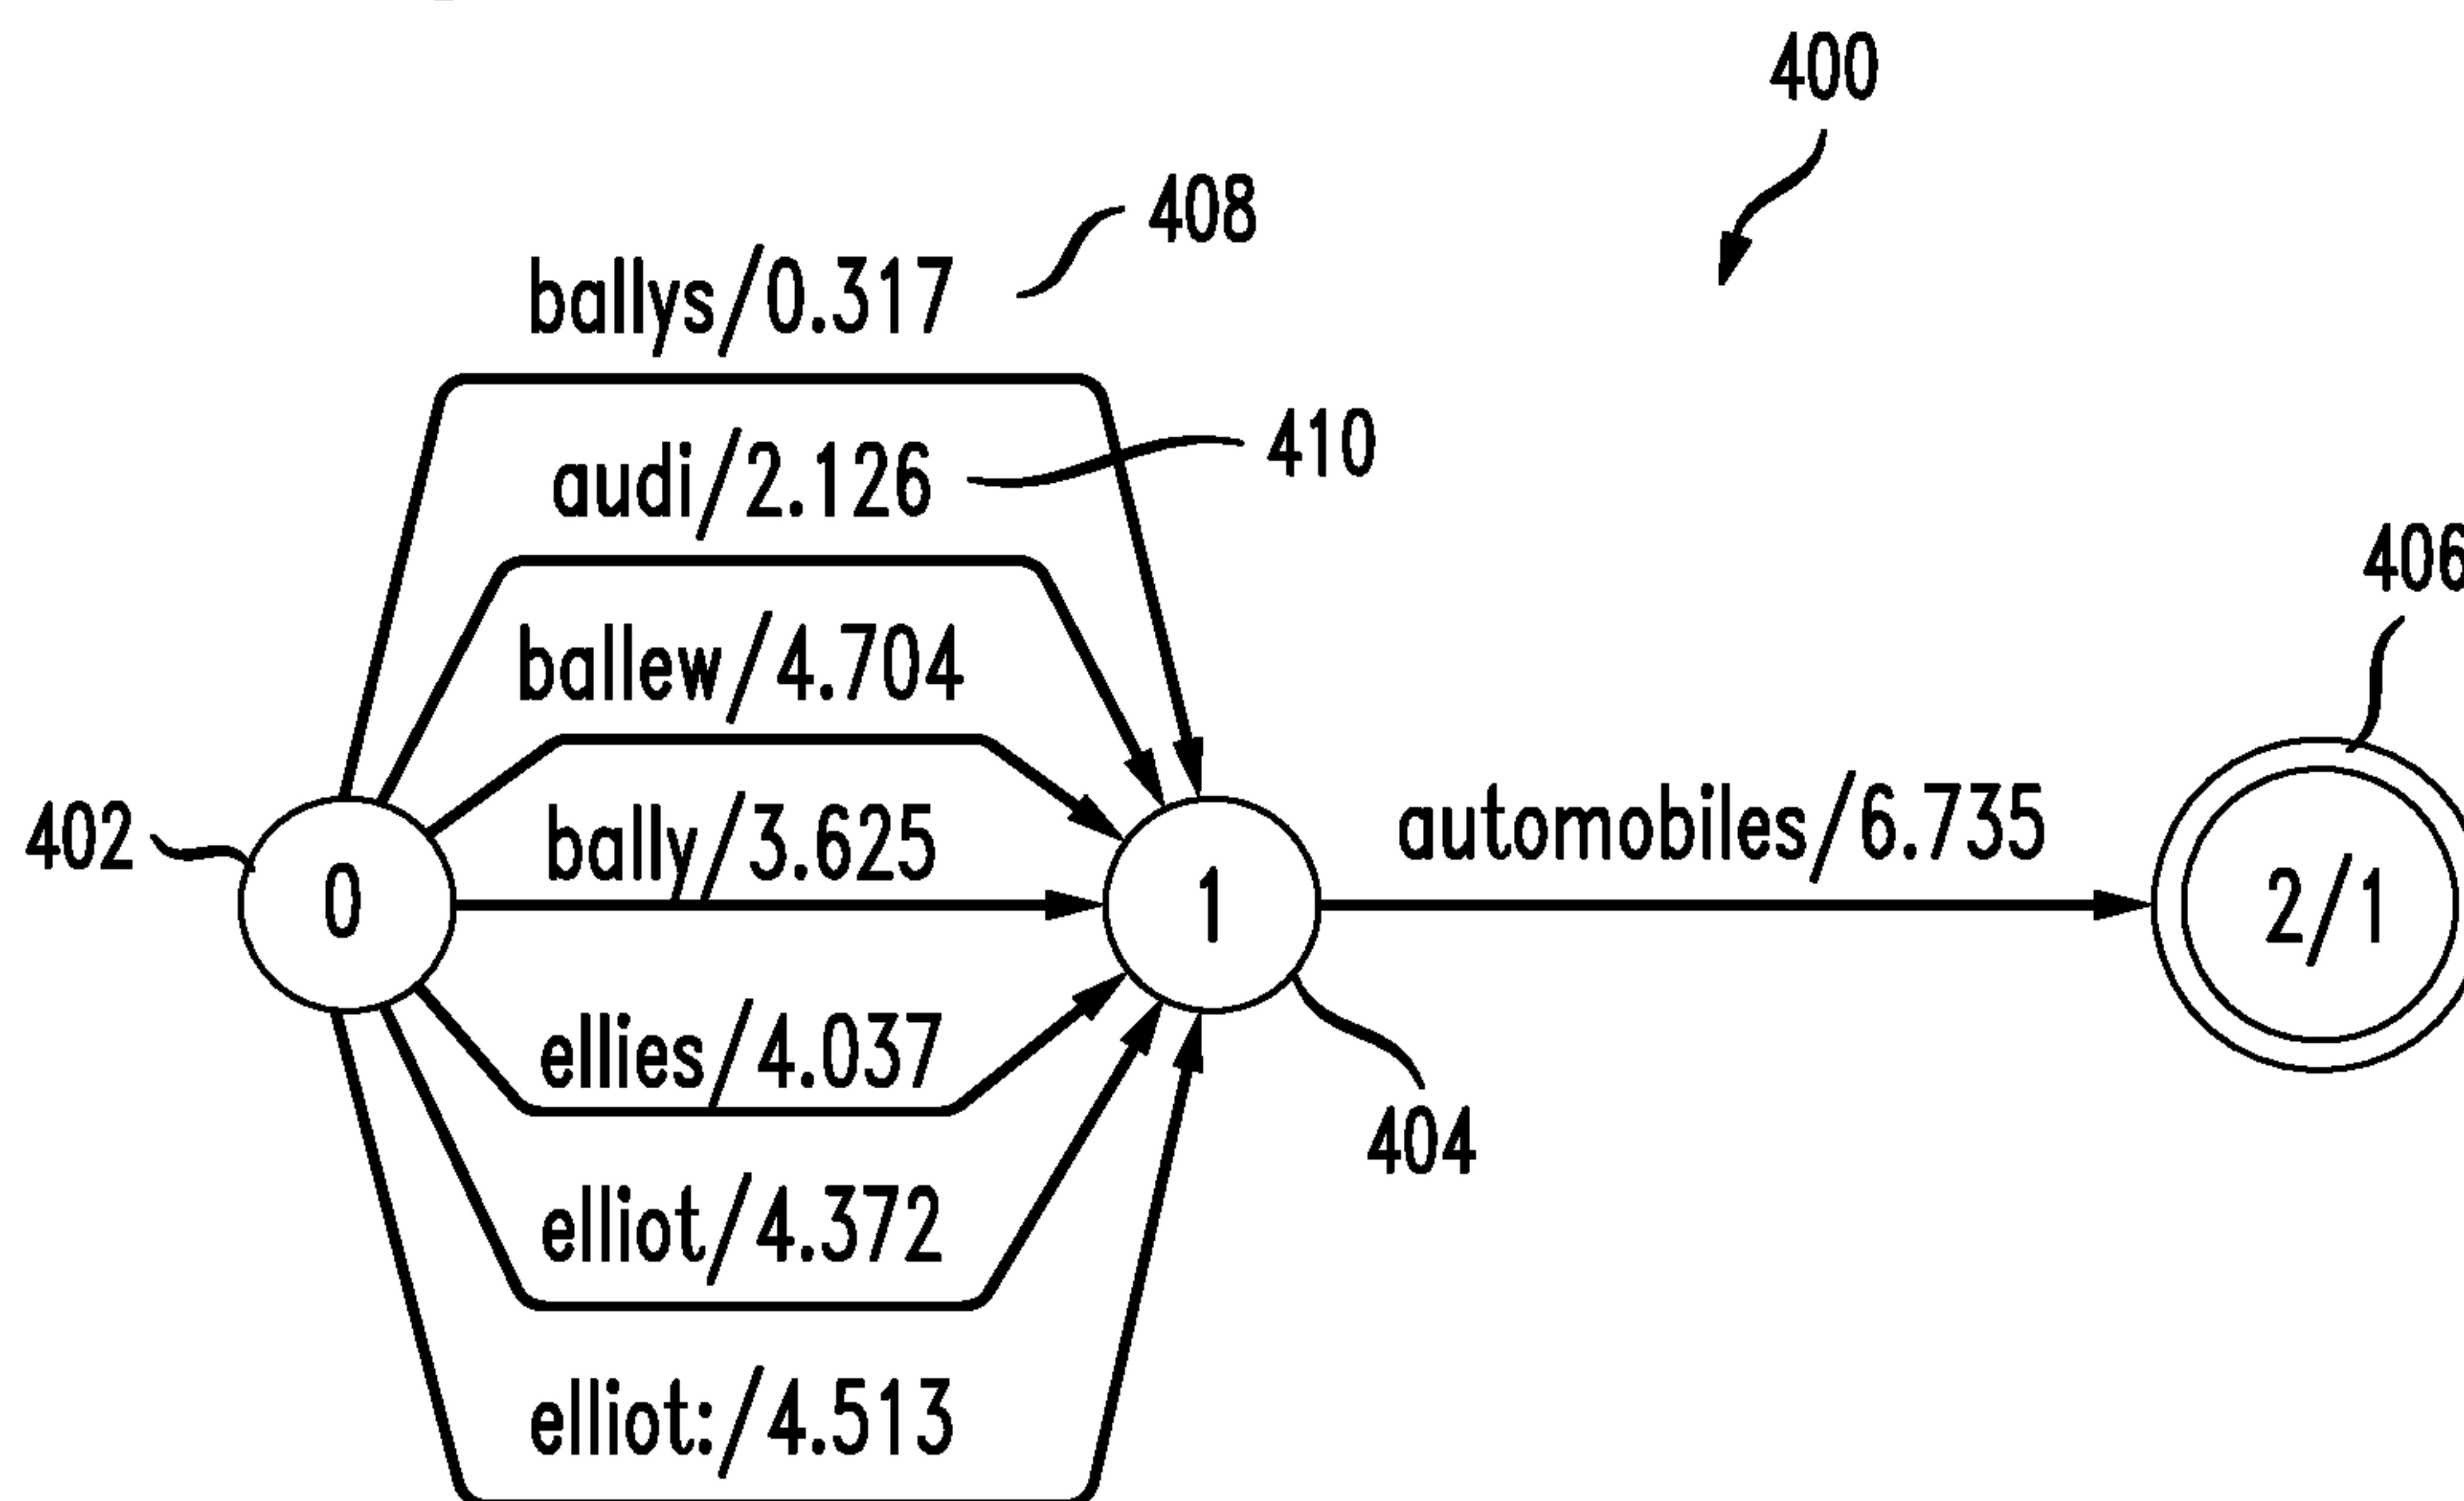 400
408
ballys/0.317
410
audi/2.126
406
ballew/4.704
402
bally/3.625
automobiles/6.735
0
1
2/1
ellies/4.037
404
elliot/4.372
elliot:/4.513